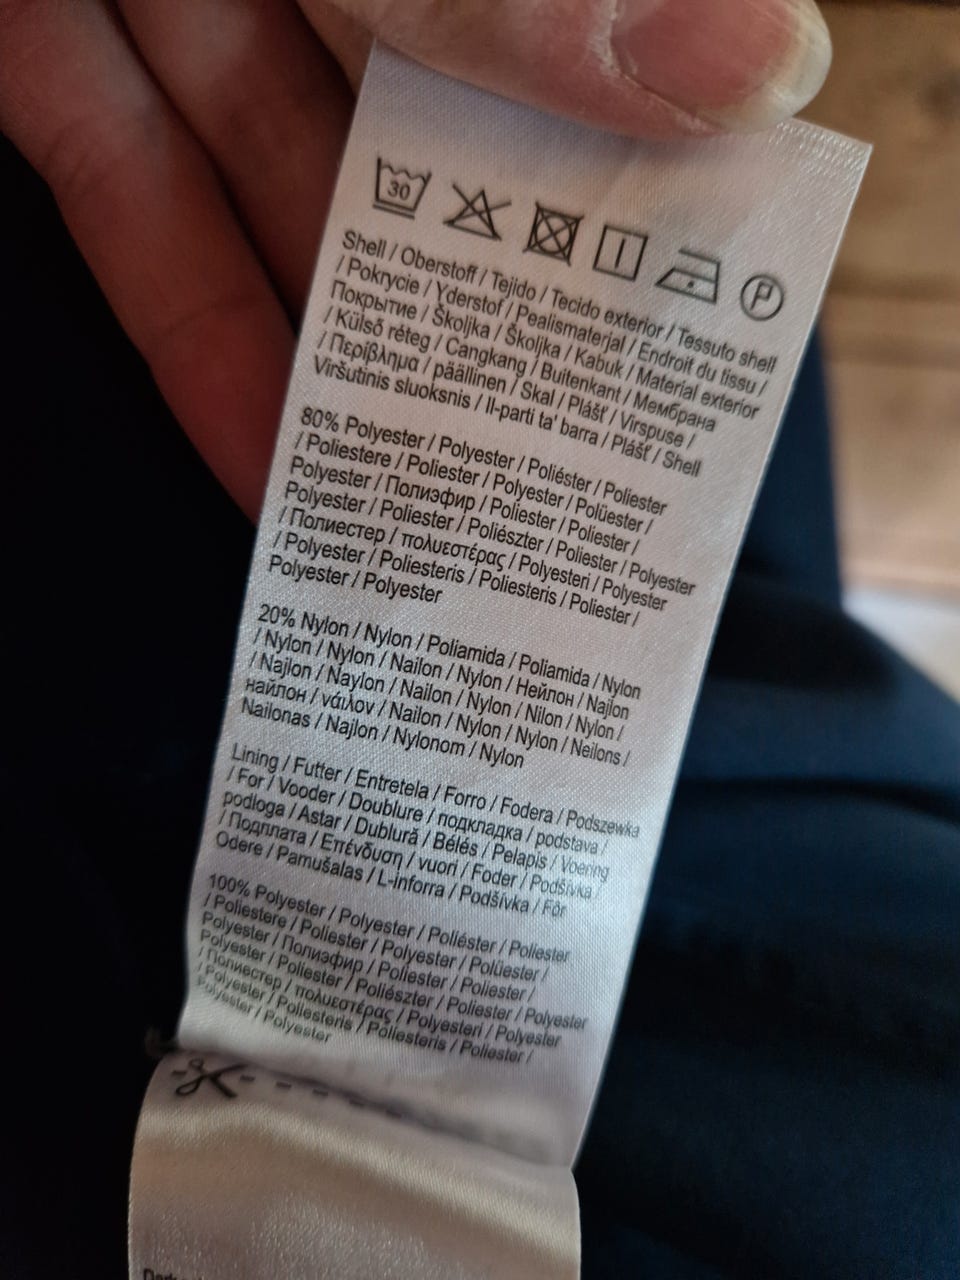 30
P
Shell / Oberstoff / Tejido / Tecido exterior / Tessuto shell
/ Pokrycie / Yderstof / Pealismaterjal / Endroit du tissu /
Покрытие / Školjka / Školjka / Kabuk / Material exterior
/ Külső réteg / Cangkang / Buitenkant / Мембрана
/ Περίβλημα / päällinen / Skal / Plášť / Virspuse /
Viršutinis sluoksnis / Il-parti ta' barra / Plášť / Shell
80% Polyester / Polyester / Poliéster / Poliester
/ Poliestere / Poliester / Polyester / Polüester /
Polyester / Полиэфир / Poliester / Poliester /
Polyester / Poliester / Poliészter / Poliester / Polyester
/ Полиестер / πολυεστέρας / Polyesteri / Polyester
/ Polyester / Poliesteris / Poliesteris / Poliester /
Polyester / Polyester
20% Nylon / Nylon / Poliamida / Poliamida / Nylon
/ Nylon / Nylon / Nailon / Nylon / Нейлон / Najlon
/ Najlon / Naylon / Nailon / Nylon / Nilon / Nylon /
найлон / νάιλον / Nailon / Nylon / Nylon / Neilons /
Nailonas / Najlon / Nylonom / Nylon
Lining / Futter / Entretela / Forro / Fodera / Podszewka
/ For / Vooder / Doublure / подкладка / podstava /
podloga / Astar / Dublură / Bélés / Pelapis / Voering
/ Подплата / Επένδυση / vuori / Foder / Podšívka /
Odere / Pamušalas / L-inforra / Podšívka / Fôr
100% Polyester / Polyester / Poliéster / Poliester
/ Poliestere / Poliester / Polyester / Polüester /
Polyester / Полиэфир / Poliester / Poliester /
Polyester / Poliester / Poliészter / Poliester / Polyester
/ Полиестер / πολυεστέρας / Polyesteri / Polyester
/ Polyester / Poliesteris / Poliesteris / Poliester /
Polyester / Polyester